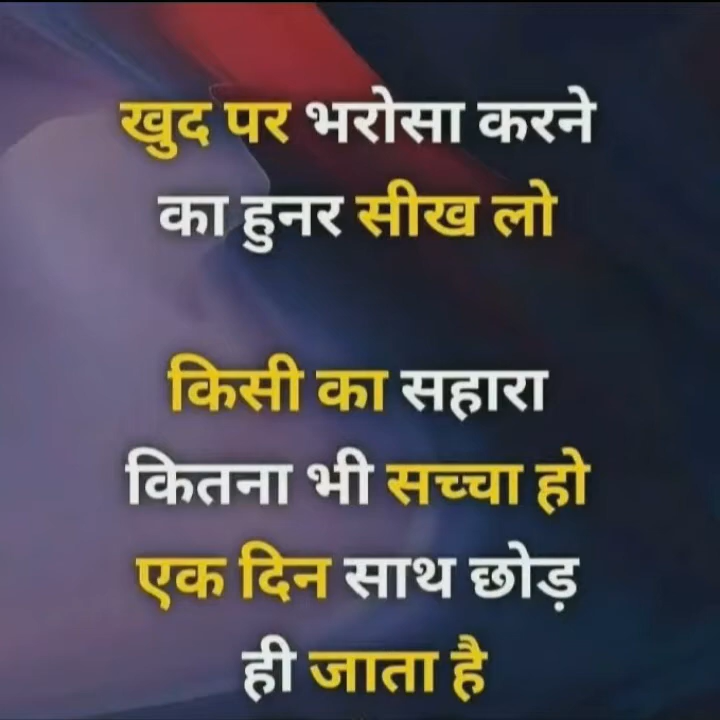 खुद पर भरोसा करने
का हुनर सीख लो
किसी का सहारा
कितना भी सच्चा हो
एक दिन साथ छोड़
ही जाता है